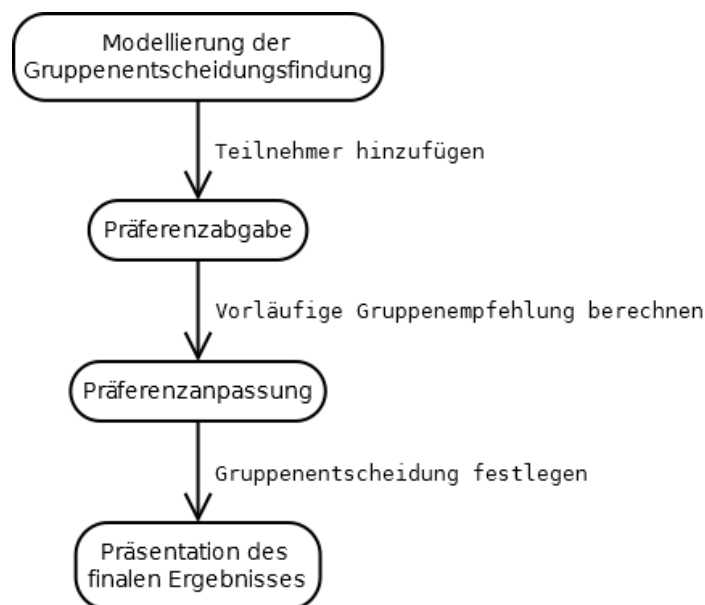 Modellierung der
Gruppenentscheidungsfindung
Teilnehmer hinzufügen
Präferenzabgabe
Vorläufige Gruppenempfehlung berechnen
Präferenzanpassung
Gruppenentscheidung festlegen
Präsentation des
finalen Ergebnisses